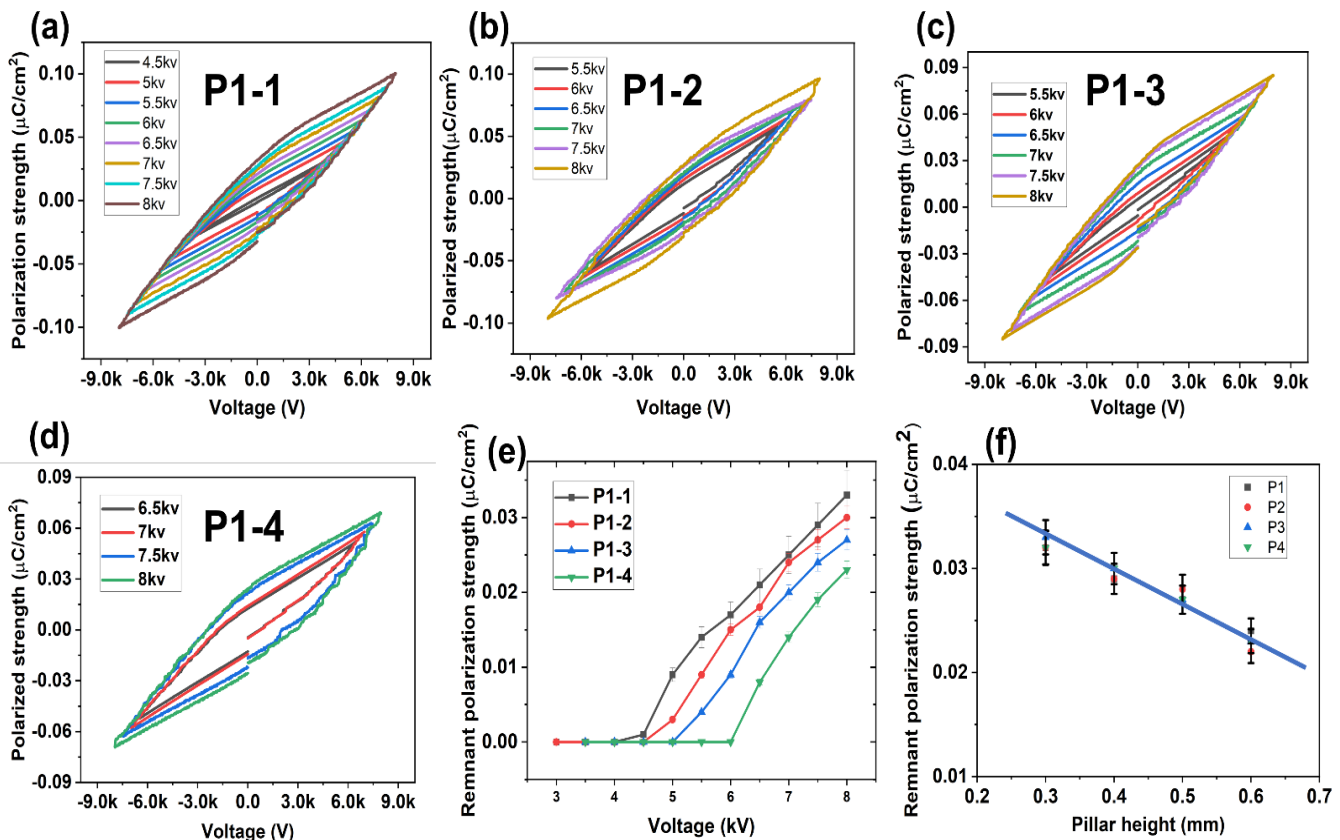 (a)
P1-1
4.5kv
5kv
5.5kv
6kv
6.5kv
7kv
7.5kv
8kv
Polarization strength (μC/cm²)
0.10
0.05
0.00
-0.05
-0.10
-9.0k -6.0k -3.0k 0.0 3.0k 6.0k 9.0k
Voltage (V)
(b)
P1-2
5.5kv
6kv
6.5kv
7kv
7.5kv
8kv
Polarized strength(μC/cm²)
0.10
0.05
0.00
-0.05
-0.10
-9.0k -6.0k -3.0k 0.0 3.0k 6.0k 9.0k
Voltage (V)
(c)
P1-3
5.5kv
6kv
6.5kv
7kv
7.5kv
8kv
Polarized strength (μC/cm²)
0.09
0.06
0.03
0.00
-0.03
-0.06
-0.09
-9.0k -6.0k -3.0k 0.0 3.0k 6.0k 9.0k
Voltage (V)
(d)
P1-4
6.5kv
7kv
7.5kv
8kv
Polarized strength (μC/cm²)
0.09
0.06
0.03
0.00
-0.03
-0.06
-0.09
-9.0k -6.0k -3.0k 0.0 3.0k 6.0k 9.0k
Voltage (V)
(e)
P1-1
P1-2
P1-3
P1-4
Remnant polarization strength (μC/cm²)
0.03
0.02
0.01
0.00
3 4 5 6 7 8
Voltage (kV)
(f)
P1
P2
P3
P4
Remnant polarization strength (μC/cm²)
0.04
0.03
0.02
0.01
0.2 0.3 0.4 0.5 0.6 0.7
Pillar height (mm)